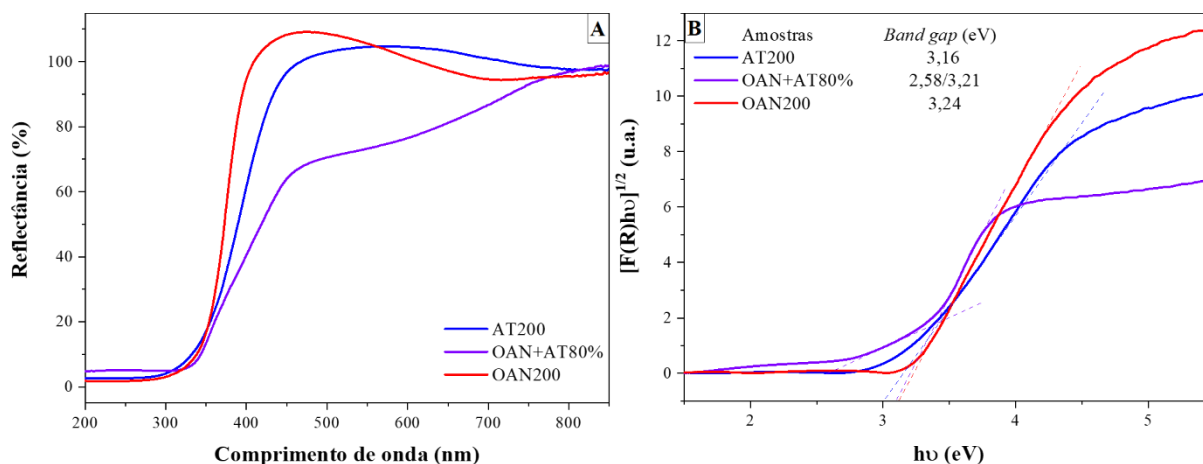 A
Reflectância (%)
100
80
60
40
20
0
AT200
OAN+AT80%
OAN200
200 300 400 500 600 700 800
Comprimento de onda (nm)
B
Amostras Band gap (eV)
AT200 3,16
OAN+AT80% 2,58/3,21
OAN200 3,24
[F(R)hυ]1/2 (u.a.)
12
10
8
6
4
2
0
2 3 4 5
hυ (eV)